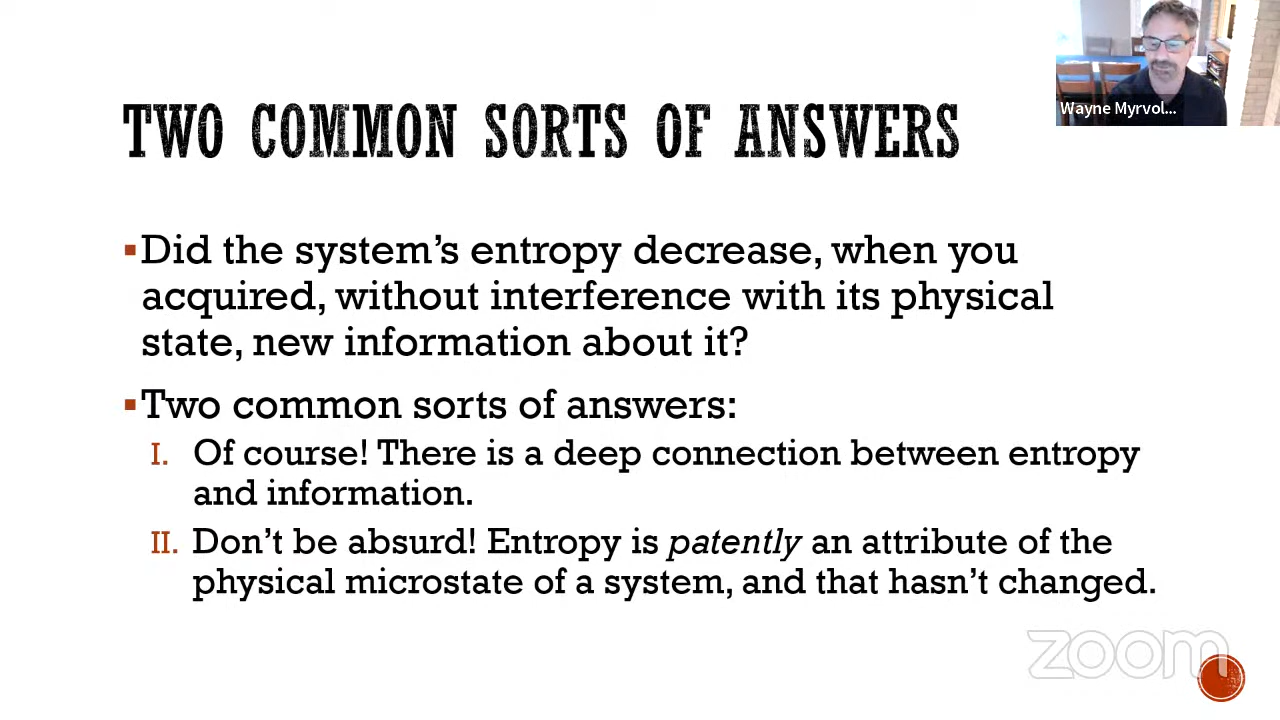 Wayne Myrvol...
TWO COMMON SORTS OF ANSWERS
▪Did the system's entropy decrease, when you
acquired, without interference with its physical
state, new information about it?
▪Two common sorts of answers:
I. Of course! There is a deep connection between entropy
and information.
II. Don't be absurd! Entropy is patently an attribute of the
physical microstate of a system, and that hasn't changed.
zoom